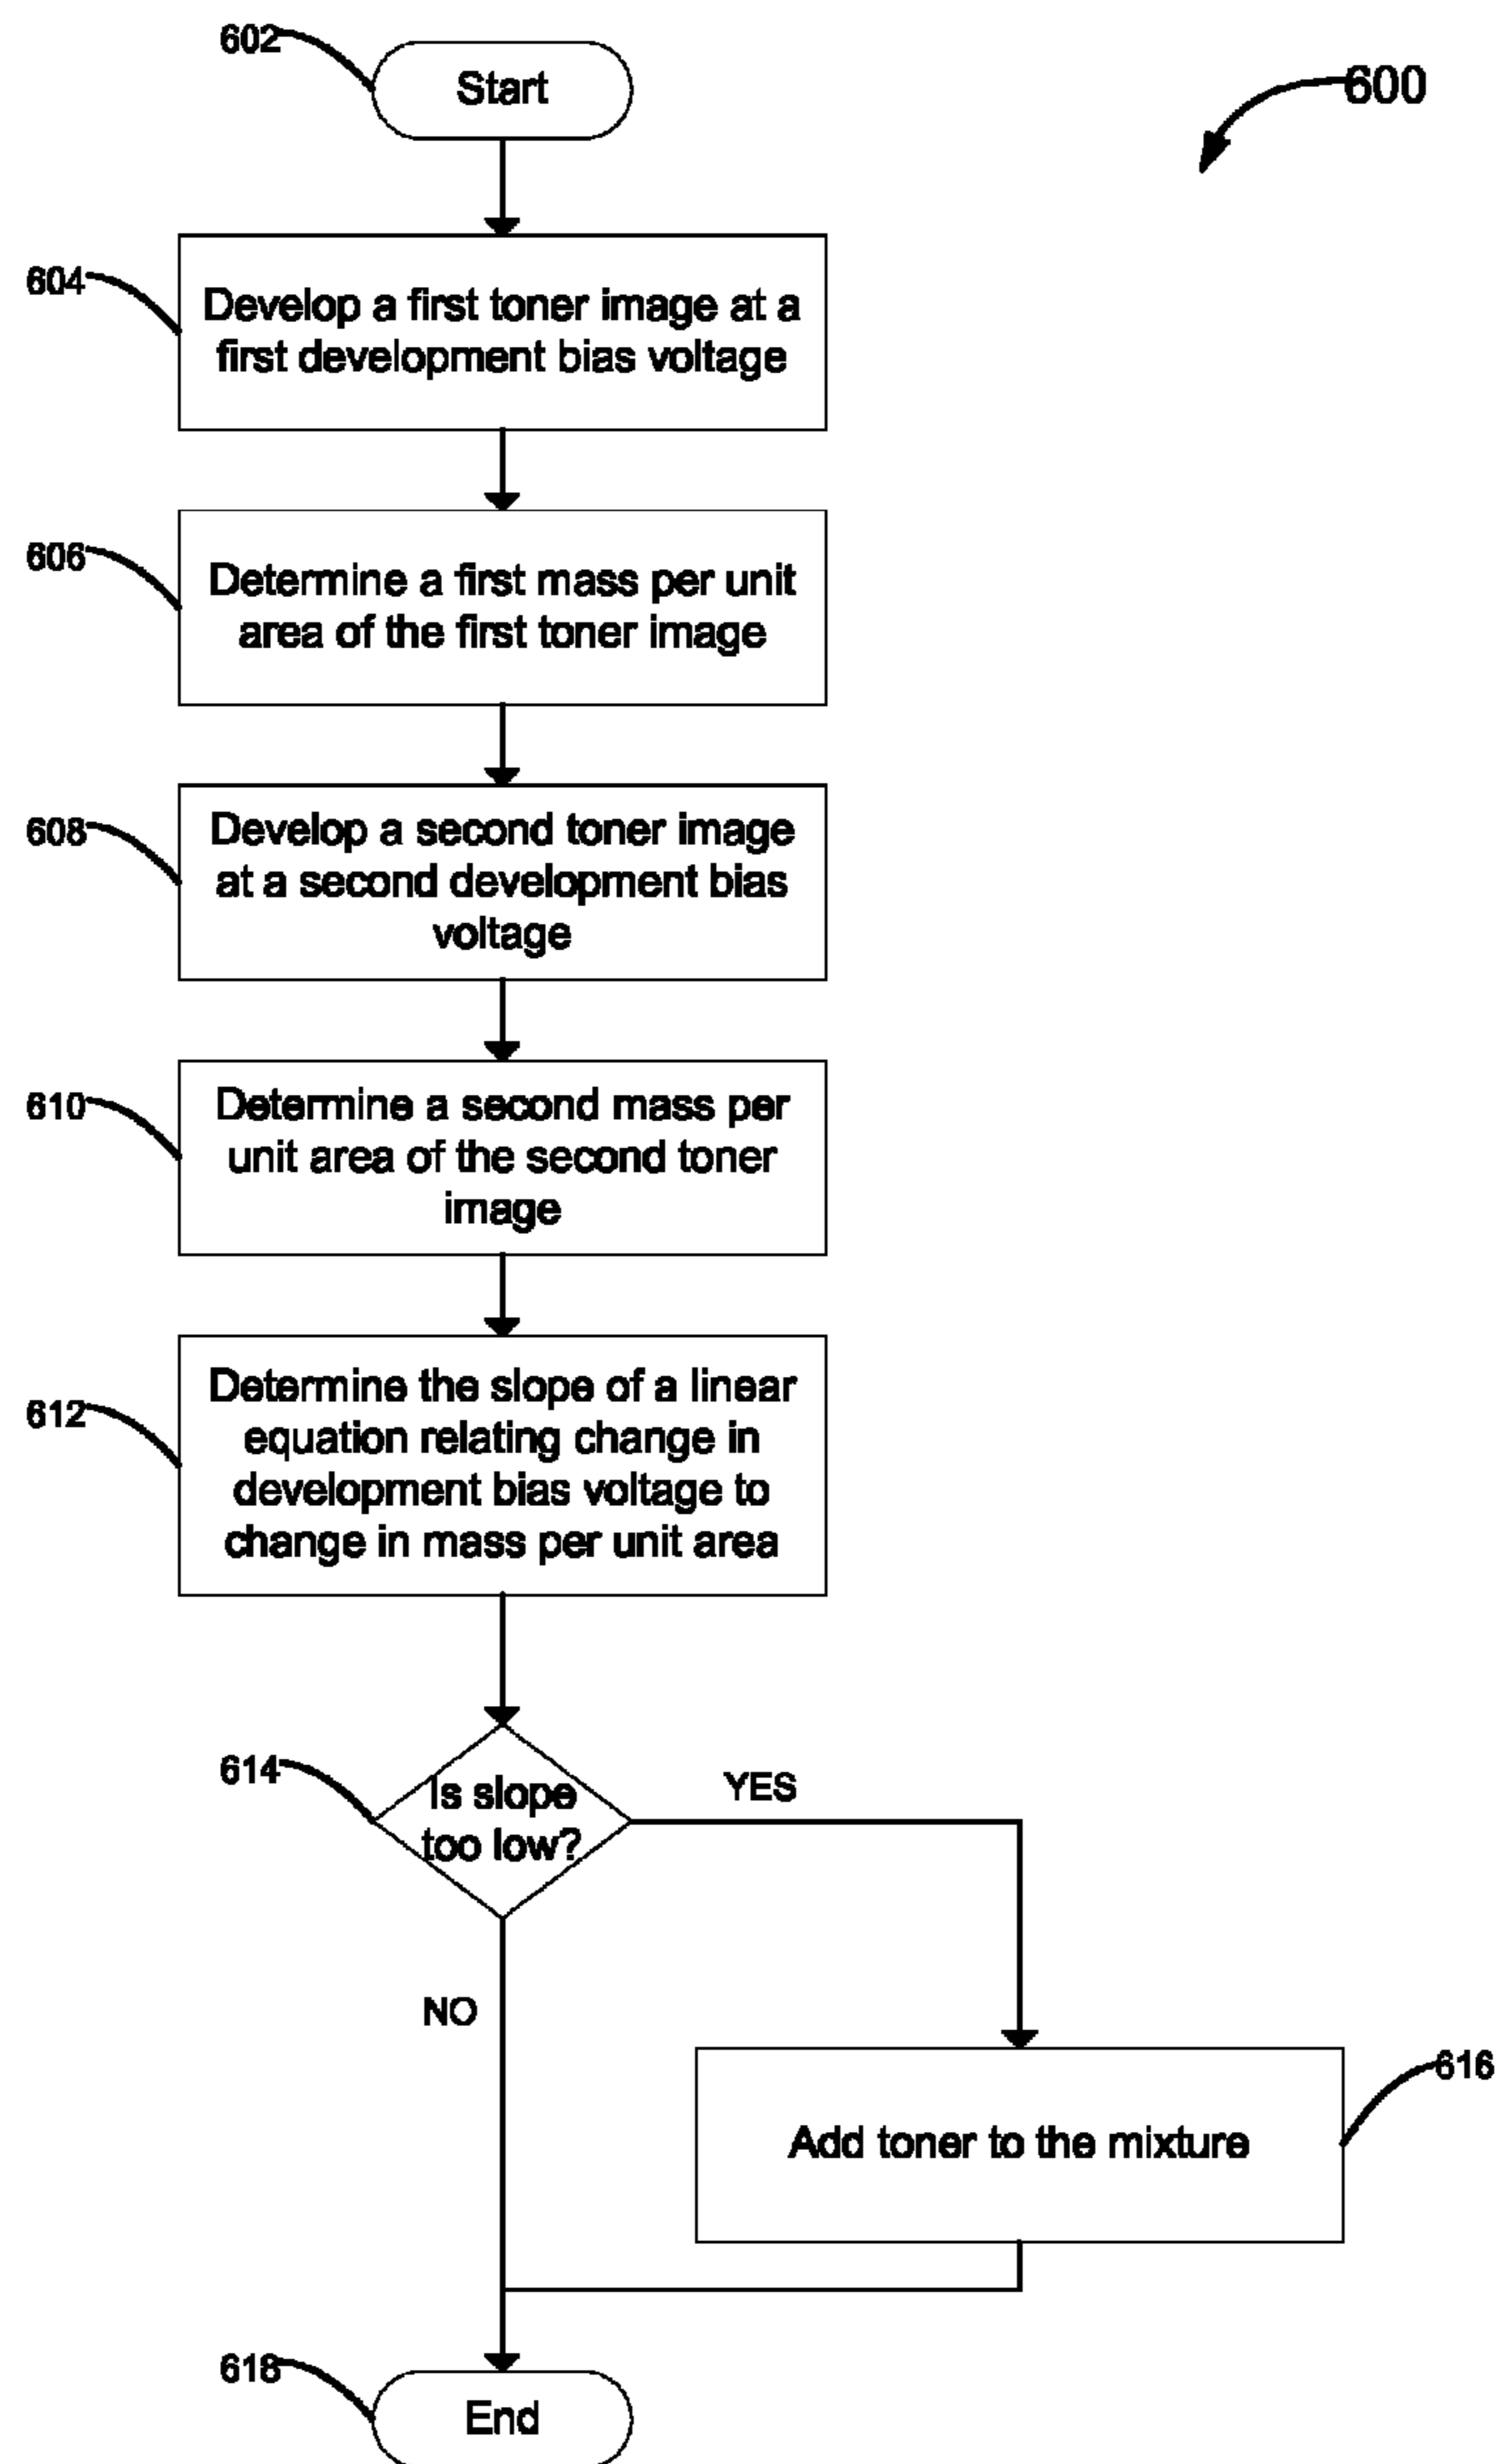 602
Start
600
604
Develop a first toner image at a
first development bias voltage
606
Determine a first mass per unit
area of the first toner image
608
Develop a second toner image
at a second development bias
voltage
610
Determine a second mass per
unit area of the second toner
image
612
Determine the slope of a linear
equation relating change in
development bias voltage to
change in mass per unit area
614
Is slope
too low?
YES
NO
616
Add toner to the mixture
618
End